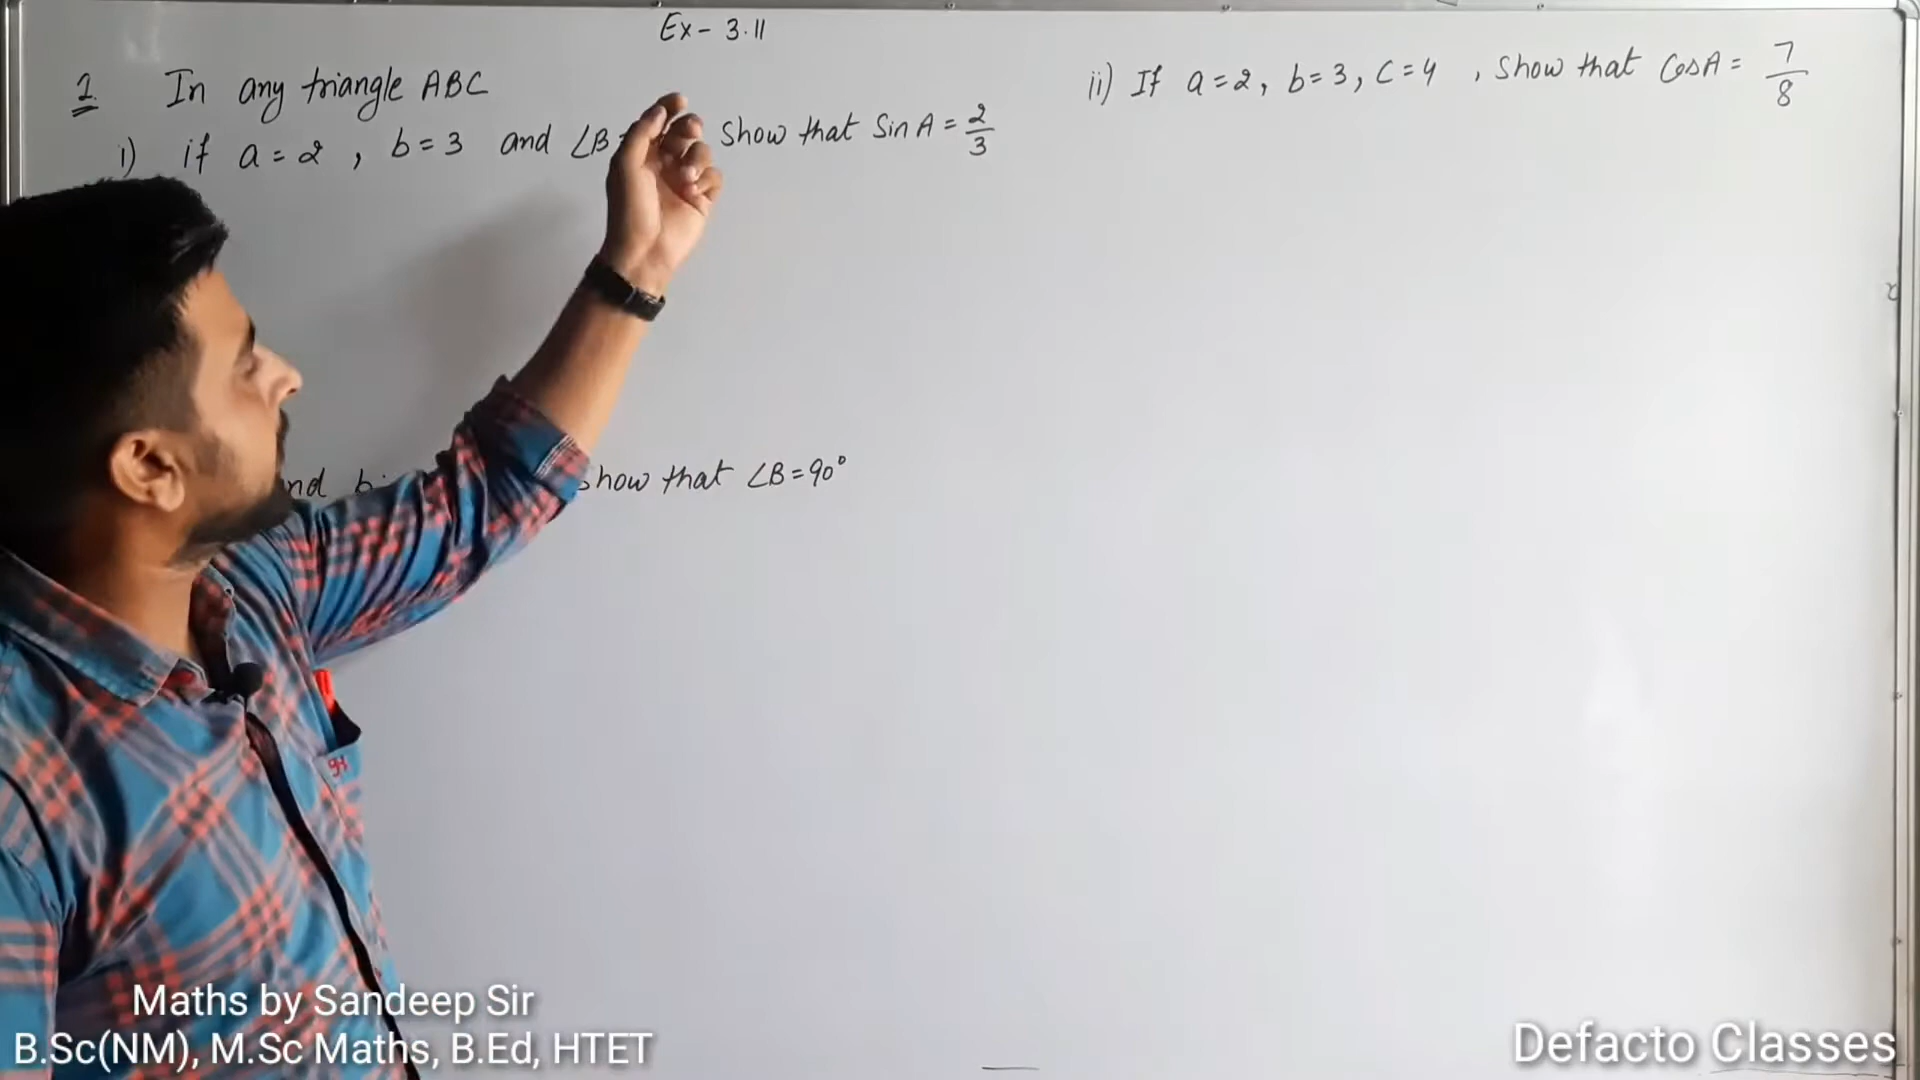 Ex- 3.11
1. In any triangle ABC
i) if a = 2 , b = 3 and ∠B Show that Sin A = 2/3
ii) If a = 2, b = 3, c = 4 , Show that CosA = 7/8
Show that ∠B = 90°
Maths by Sandeep Sir
B.Sc(NM), M.Sc Maths, B.Ed, HTET
Defacto Classes